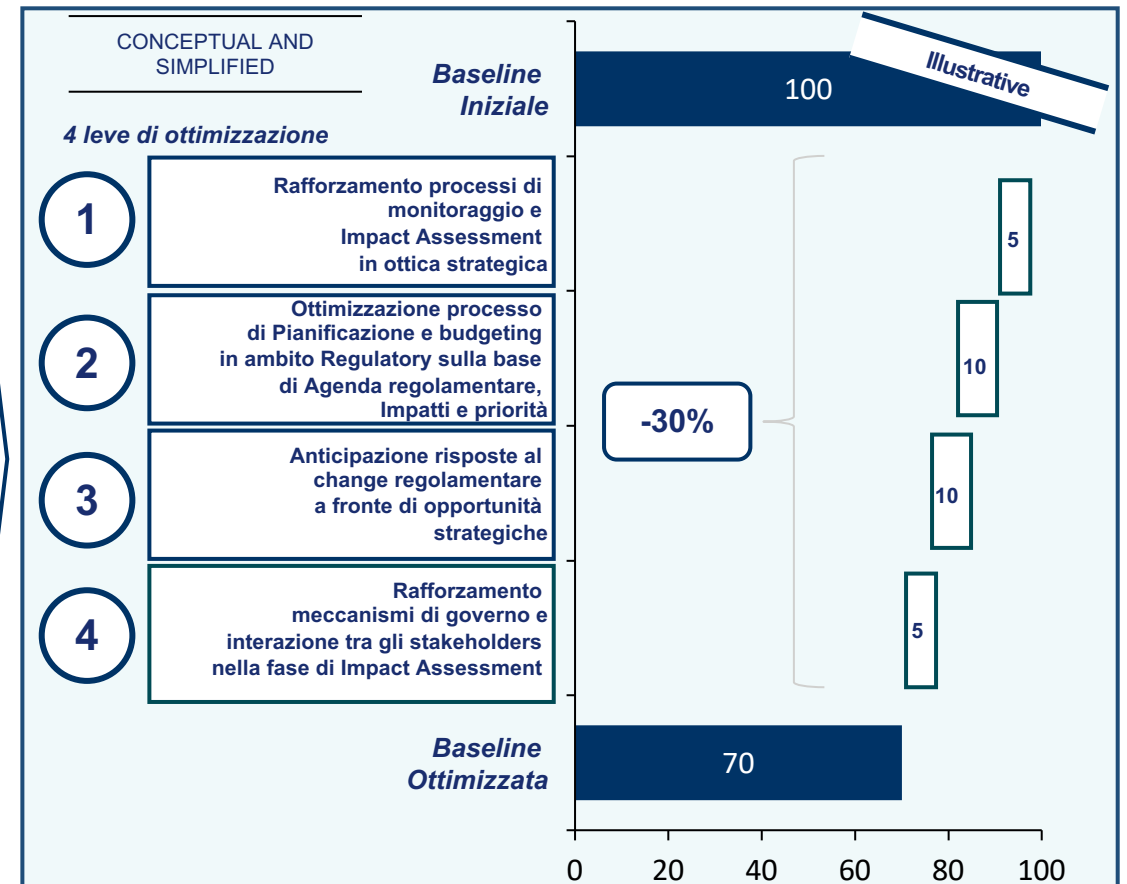 CONCEPTUAL AND
SIMPLIFIED
Baseline
Iniziale
100
Illustrative
4 leve di ottimizzazione
1
Rafforzamento processi di
monitoraggio e
Impact Assessment
in ottica strategica
5
2
Ottimizzazione processo
di Pianificazione e budgeting
in ambito Regulatory sulla base
di Agenda regolamentare,
Impatti e priorità
10
-30%
3
Anticipazione risposte al
change regolamentare
a fronte di opportunità
strategiche
10
4
Rafforzamento
meccanismi di governo e
interazione tra gli stakeholders
nella fase di Impact Assessment
5
Baseline
Ottimizzata
70
0 20 40 60 80 100